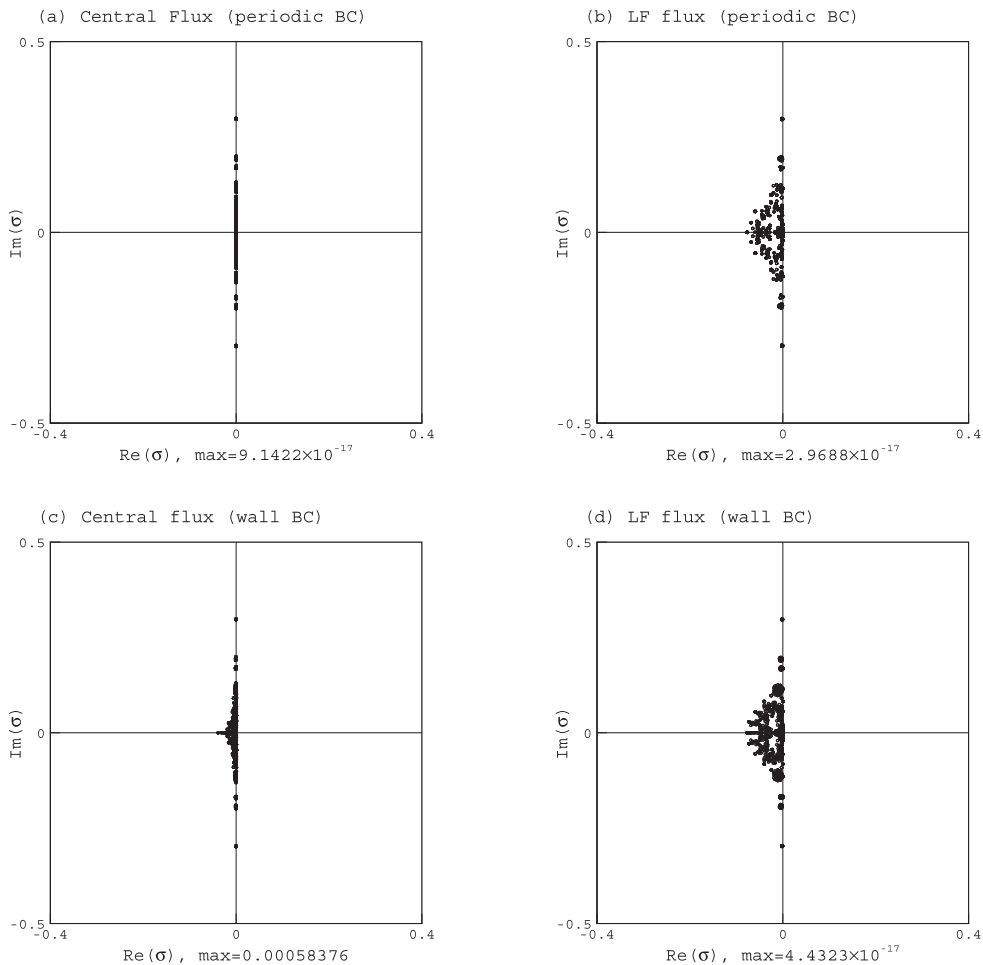 (a) Central Flux (periodic BC)
(b) LF flux (periodic BC)
0.5
0.5
Im(σ)
0
Im(σ)
0
-0.5
-0.5
-0.4
0
0.4
-0.4
0
0.4
Re(σ), max=9.1422×10⁻¹⁷
Re(σ), max=2.9688×10⁻¹⁷
(c) Central flux (wall BC)
(d) LF flux (wall BC)
0.5
0.5
Im(σ)
0
Im(σ)
0
-0.5
-0.5
-0.4
0
0.4
-0.4
0
0.4
Re(σ), max=0.00058376
Re(σ), max=4.4323×10⁻¹⁷